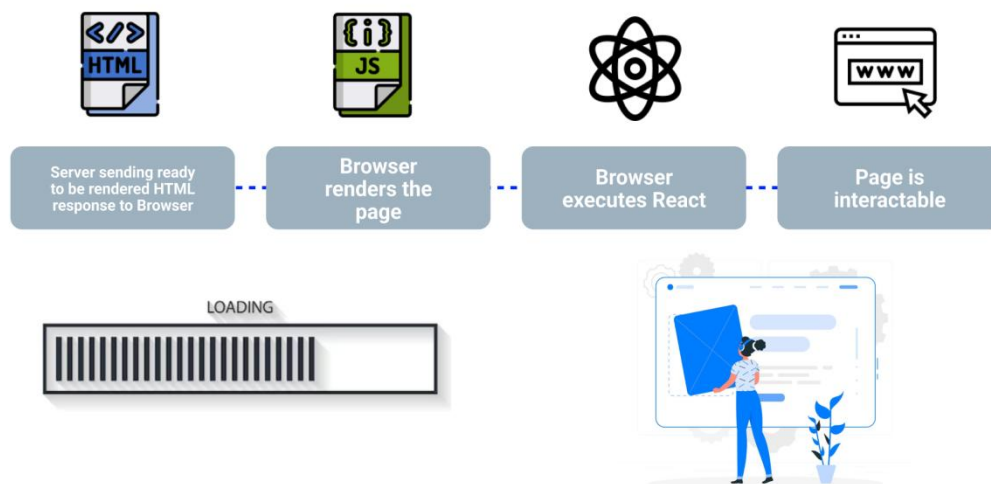 </>
HTML
{i}
JS
WWW
Server sending ready
to be rendered HTML
response to Browser
Browser
renders the
page
Browser
executes React
Page is
interactable
LOADING